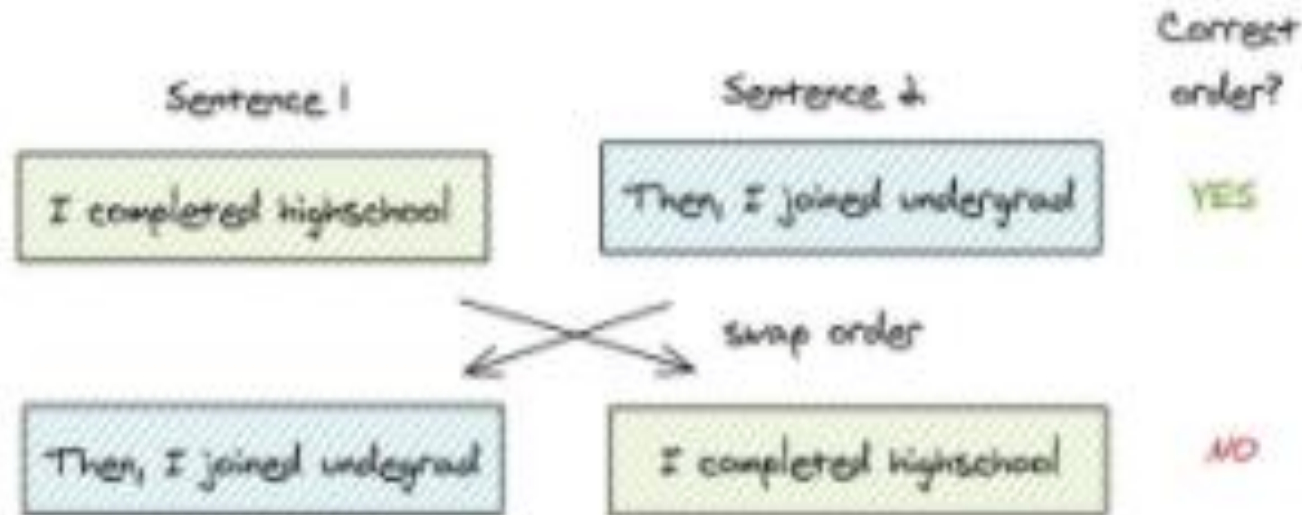 Correct
order?
Sentence 1
Sentence 2
I completed highschool
Then, I joined undergrad
YES
swap order
Then, I joined undegrad
I completed highschool
NO